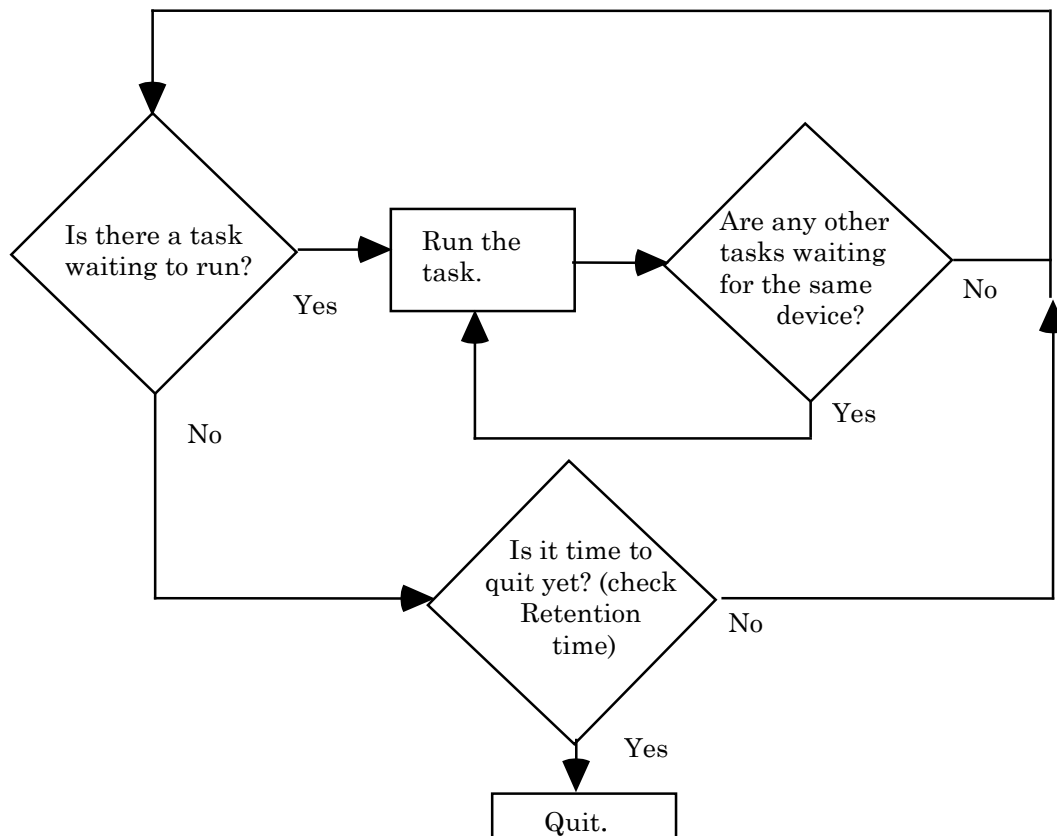 Is there a task
waiting to run?
Yes
No
Run the
task.
Are any other
tasks waiting
for the same
device?
No
Yes
Is it time to
quit yet? (check
Retention
time)
No
Yes
Quit.